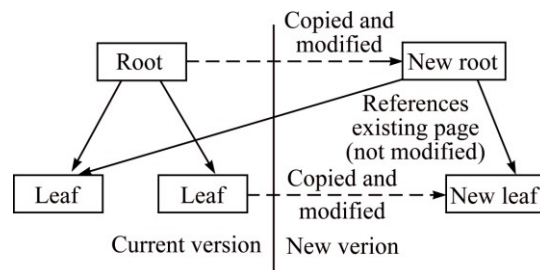 Copied and
modified
Root
New root
References
existing page
(not modified)
Leaf
Leaf
Copied and
modified
New leaf
Current version
New verion